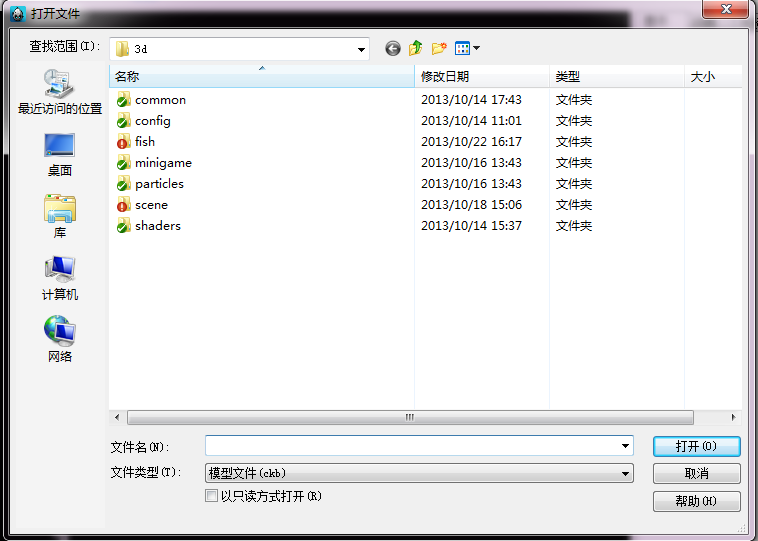 打开文件
查找范围(I):
3d
最近访问的位置
桌面
库
计算机
网络
名称 修改日期 类型 大小
common 2013/10/14 17:43 文件夹
config 2013/10/14 11:01 文件夹
fish 2013/10/22 16:17 文件夹
minigame 2013/10/16 13:43 文件夹
particles 2013/10/16 13:43 文件夹
scene 2013/10/18 15:06 文件夹
shaders 2013/10/14 15:37 文件夹
文件名(N):
打开(O)
文件类型(T): 模型文件(ckb)
取消
以只读方式打开(R)
帮助(H)